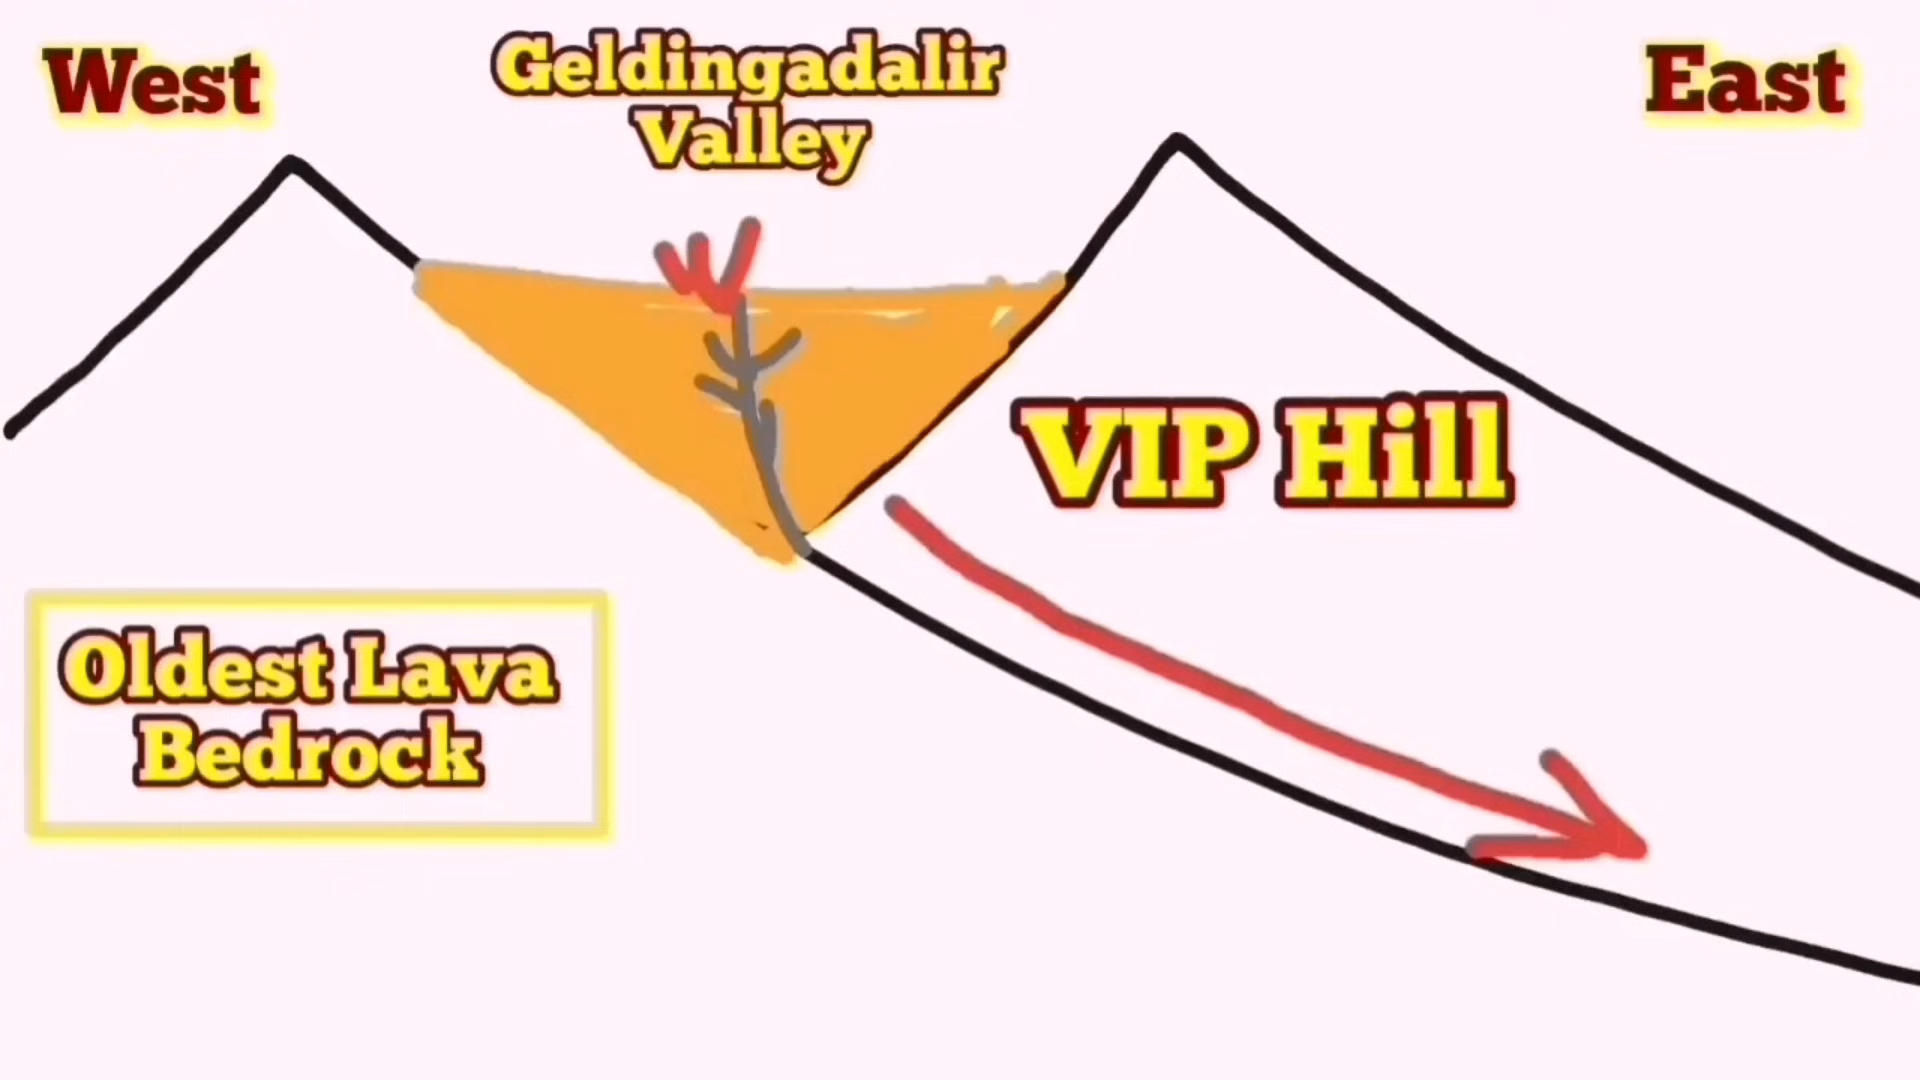 West
Geldingadalir
Valley
East
VIP Hill
Oldest Lava
Bedrock